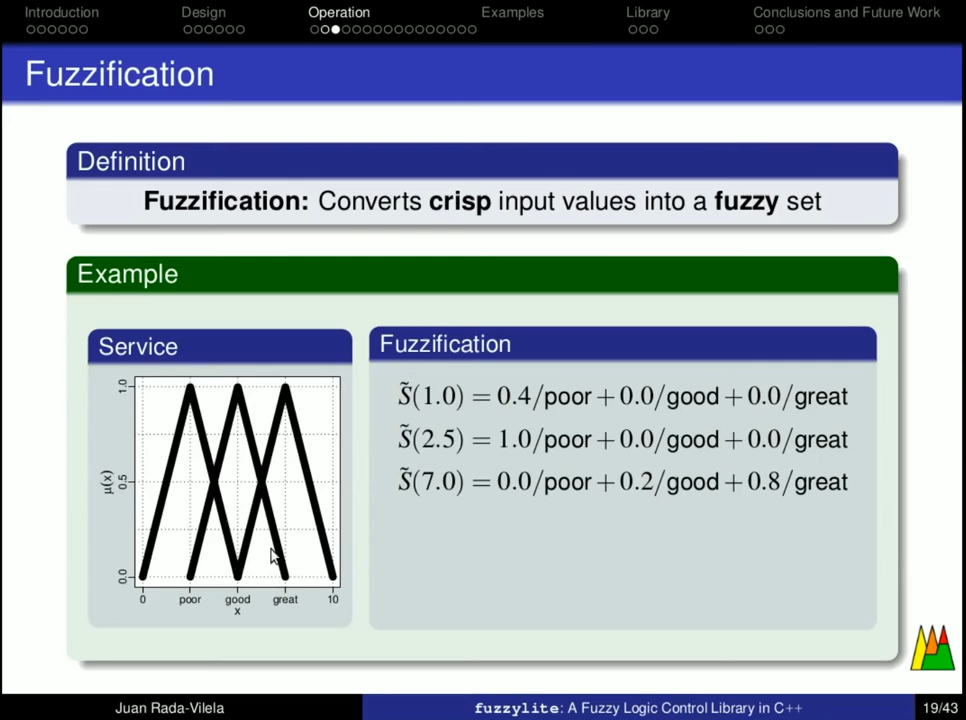 Introduction Design Operation Examples Library Conclusions and Future Work
Fuzzification
Definition
Fuzzification: Converts crisp input values into a fuzzy set
Example
Service
1.0
0.5
0.0
μ(x)
0 poor good great 10
x
Fuzzification
S̃(1.0) = 0.4/poor + 0.0/good + 0.0/great
S̃(2.5) = 1.0/poor + 0.0/good + 0.0/great
S̃(7.0) = 0.0/poor + 0.2/good + 0.8/great
Juan Rada-Vilela fuzzylite: A Fuzzy Logic Control Library in C++ 19/43